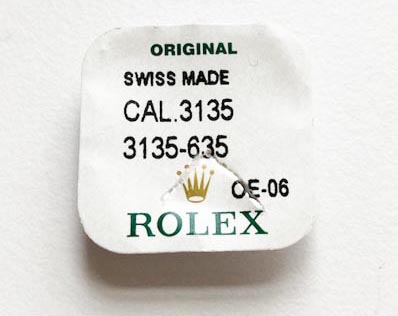 ORIGINAL
SWISS MADE
CAL.3135
3135-635
OE-06
ROLEX